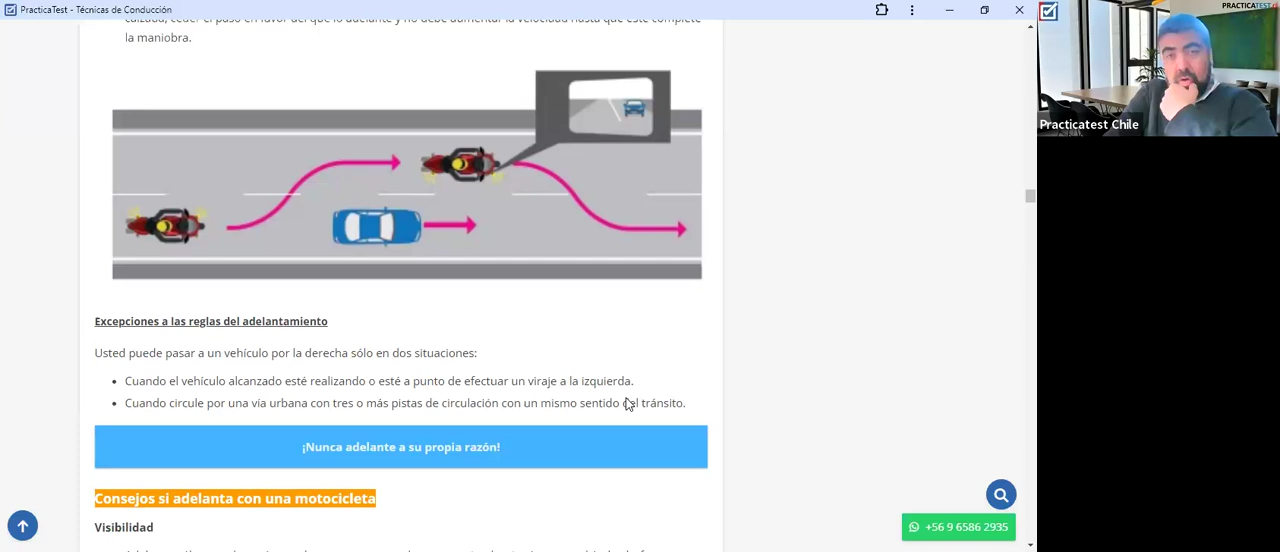 PracticaTest - Técnicas de Conducción
calzada, ceder el paso en favor del que lo adelante y no debe aumentar la velocidad hasta que éste complete
la maniobra.
Excepciones a las reglas del adelantamiento
Usted puede pasar a un vehículo por la derecha sólo en dos situaciones:
Cuando el vehículo alcanzado esté realizando o esté a punto de efectuar un viraje a la izquierda.
Cuando circule por una vía urbana con tres o más pistas de circulación con un mismo sentido del tránsito.
¡Nunca adelante a su propia razón!
Consejos si adelanta con una motocicleta
Visibilidad
+56 9 6586 2935
Practicatest Chile